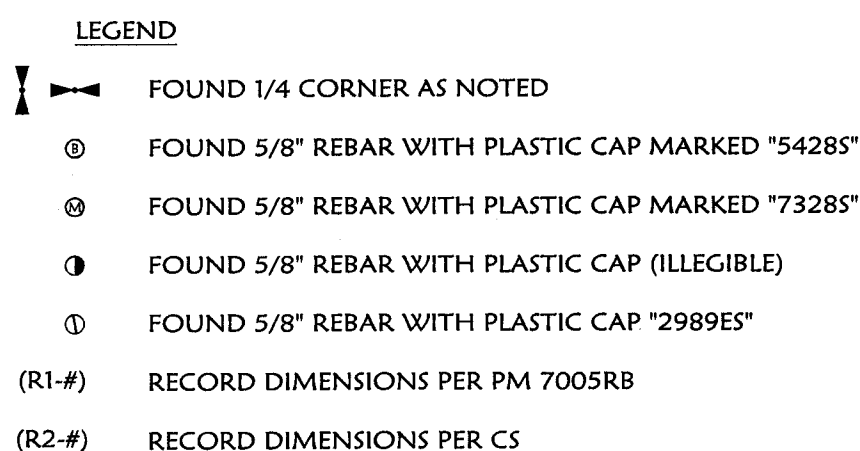 LEGEND
FOUND 1/4 CORNER AS NOTED
B FOUND 5/8" REBAR WITH PLASTIC CAP MARKED "5428S"
M FOUND 5/8" REBAR WITH PLASTIC CAP MARKED "7328S"
FOUND 5/8" REBAR WITH PLASTIC CAP (ILLEGIBLE)
FOUND 5/8" REBAR WITH PLASTIC CAP "2989ES"
(R1-#) RECORD DIMENSIONS PER PM 7005RB
(R2-#) RECORD DIMENSIONS PER CS